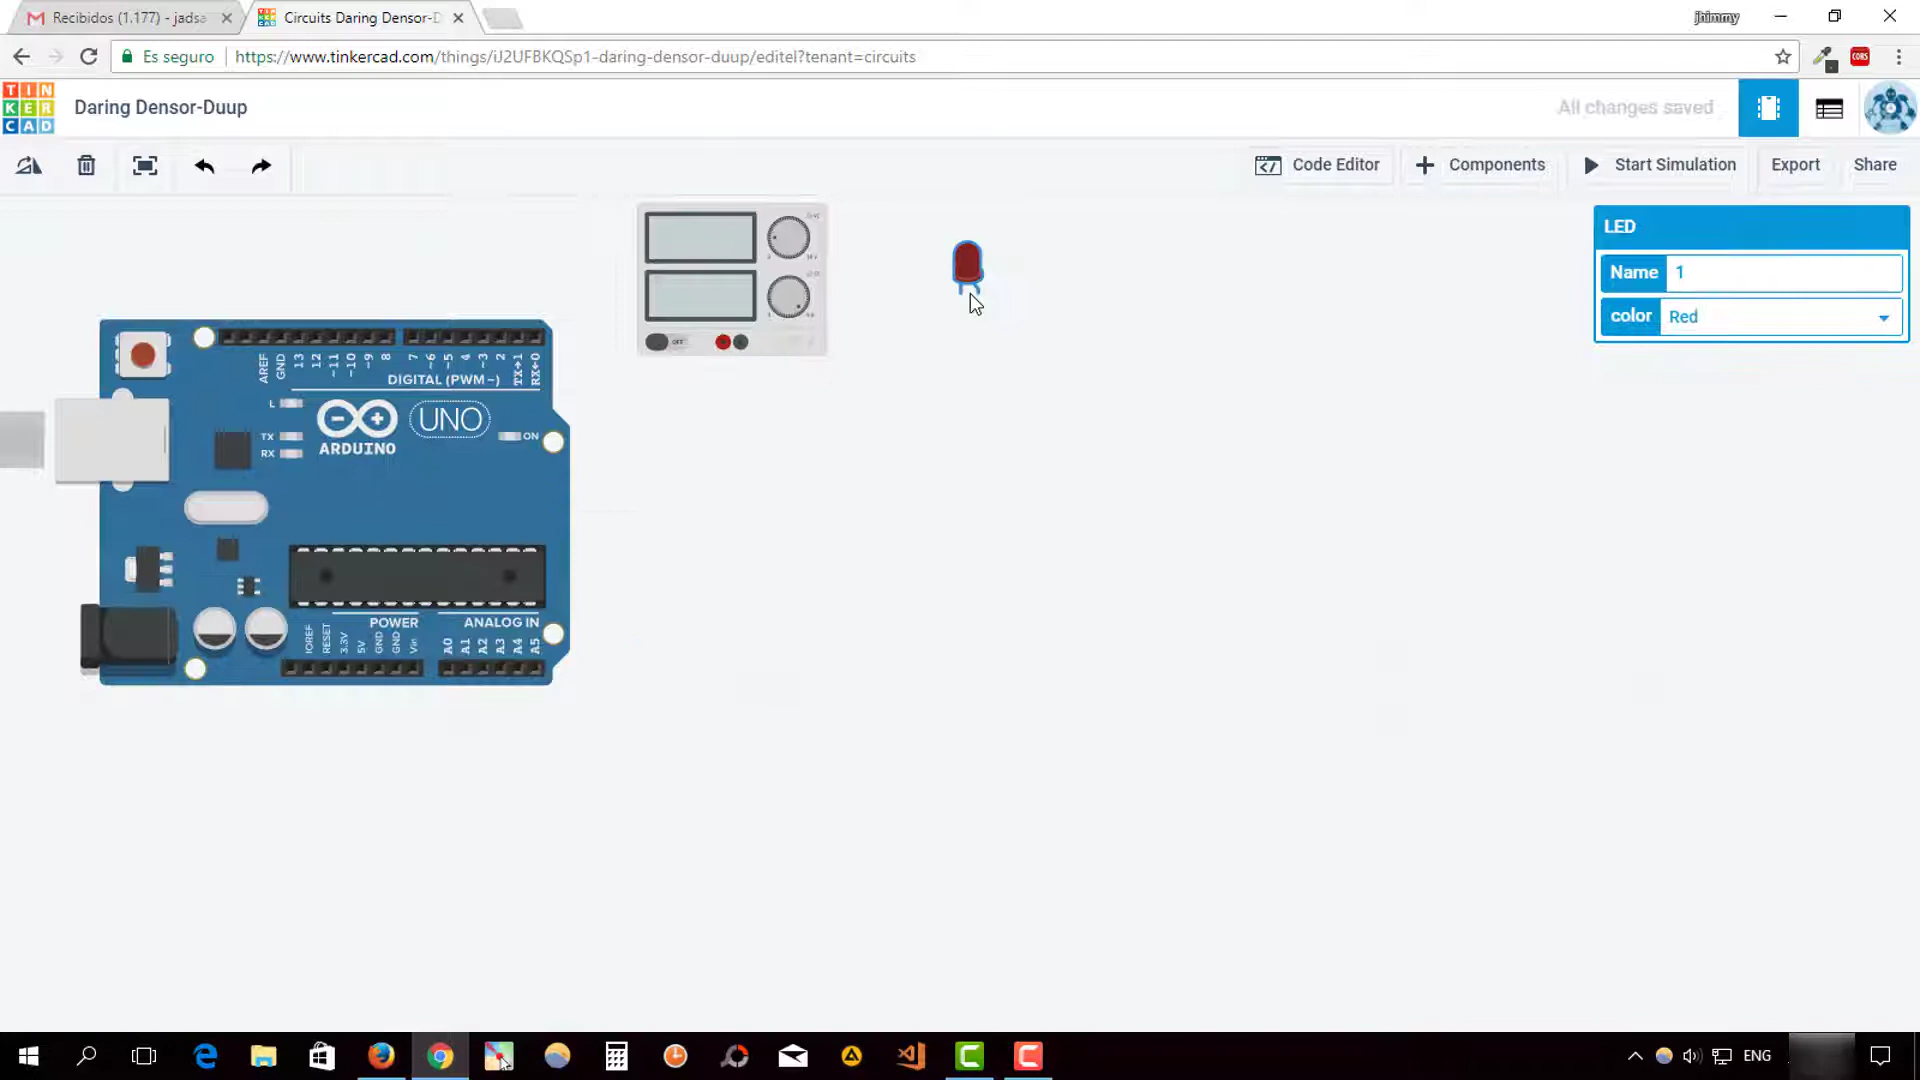 Recibidos (1.177) - jadsa
Circuits Daring Densor-D
jhimmy
Es seguro
https://www.tinkercad.com/things/iJ2UFBKQSp1-daring-densor-duup/editel?tenant=circuits
CORS
TIN
KER
CAD
Daring Densor-Duup
All changes saved
Code Editor
Components
Start Simulation
Export
Share
LED
Name 1
color Red
OFF
AREF
GND
13
12
~11
~10
~9
8
7
~6
~5
4
~3
2
TX→1
RX←0
DIGITAL (PWM~)
L
TX
RX
ARDUINO
UNO
ON
POWER
ANALOG IN
IOREF
RESET
3.3V
5V
GND
GND
Vin
A0
A1
A2
A3
A4
A5
ENG